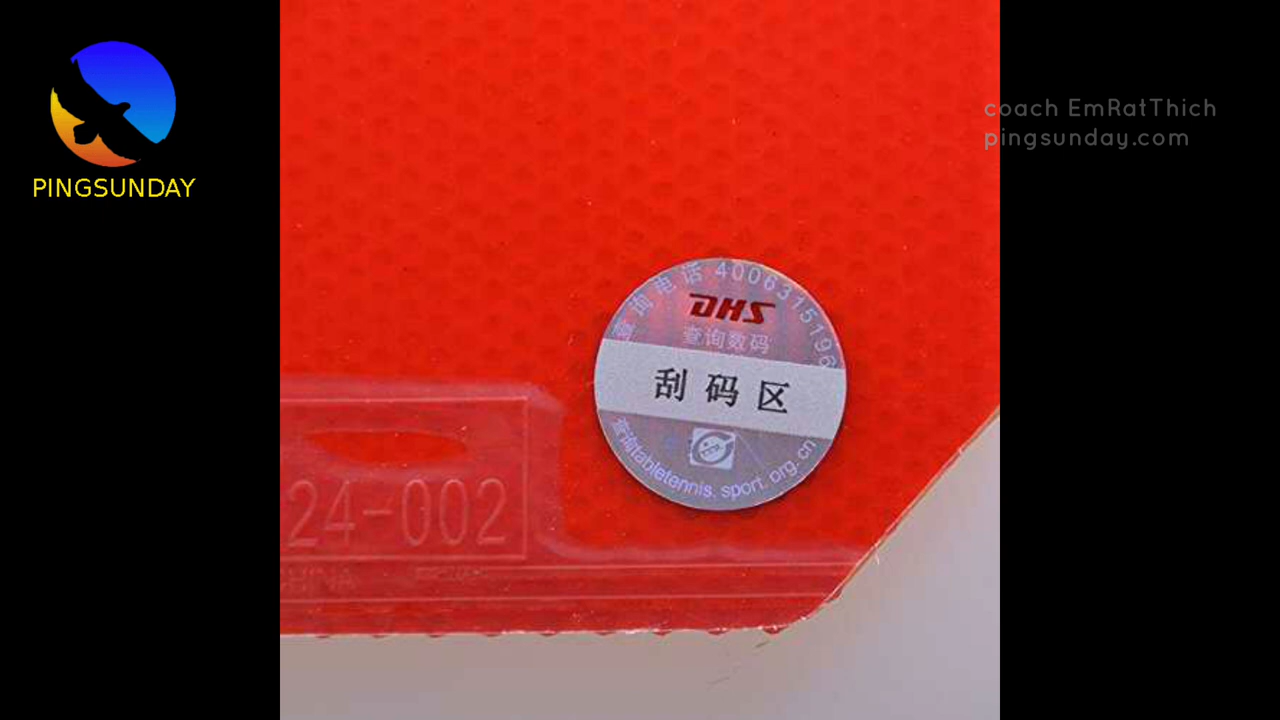 PINGSUNDAY
coach EmRatThich
pingsunday.com
查询电话 4006315196
DHS
查询数码
刮码区
查询tabletennis.sport.org.cn
24-002
CHINA